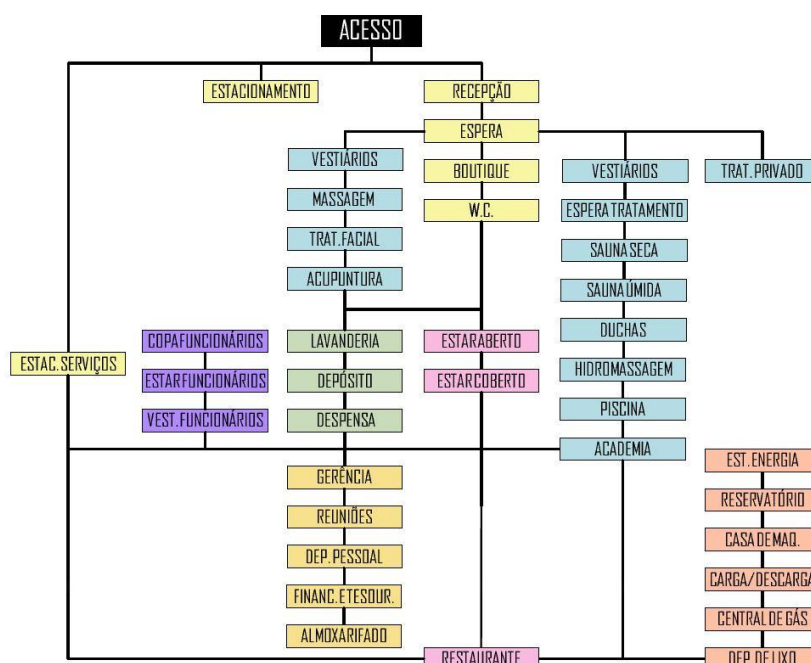 ACESSO
ESTACIONAMENTO
RECEPÇÃO
ESPERA
VESTIÁRIOS
MASSAGEM
TRAT.FACIAL
ACUPUNTURA
BOUTIQUE
W.C.
VESTIÁRIOS
ESPERA TRATAMENTO
SAUNA SECA
SAUNA ÚMIDA
DUCHAS
HIDROMASSAGEM
PISCINA
ACADEMIA
TRAT.PRIVADO
ESTAC.SERVIÇOS
COPA FUNCIONÁRIOS
ESTAR FUNCIONÁRIOS
VEST.FUNCIONÁRIOS
LAVANDERIA
DEPÓSITO
DESPENSA
ESTAR ABERTO
ESTAR COBERTO
GERÊNCIA
REUNIÕES
DEP.PESSOAL
FINANC.E TESOUR.
ALMOXARIFADO
RESTAURANTE
EST.ENERGIA
RESERVATÓRIO
CASA DE MAQ.
CARGA/DESCARGA
CENTRAL DE GÁS
DEP.DE LIXO